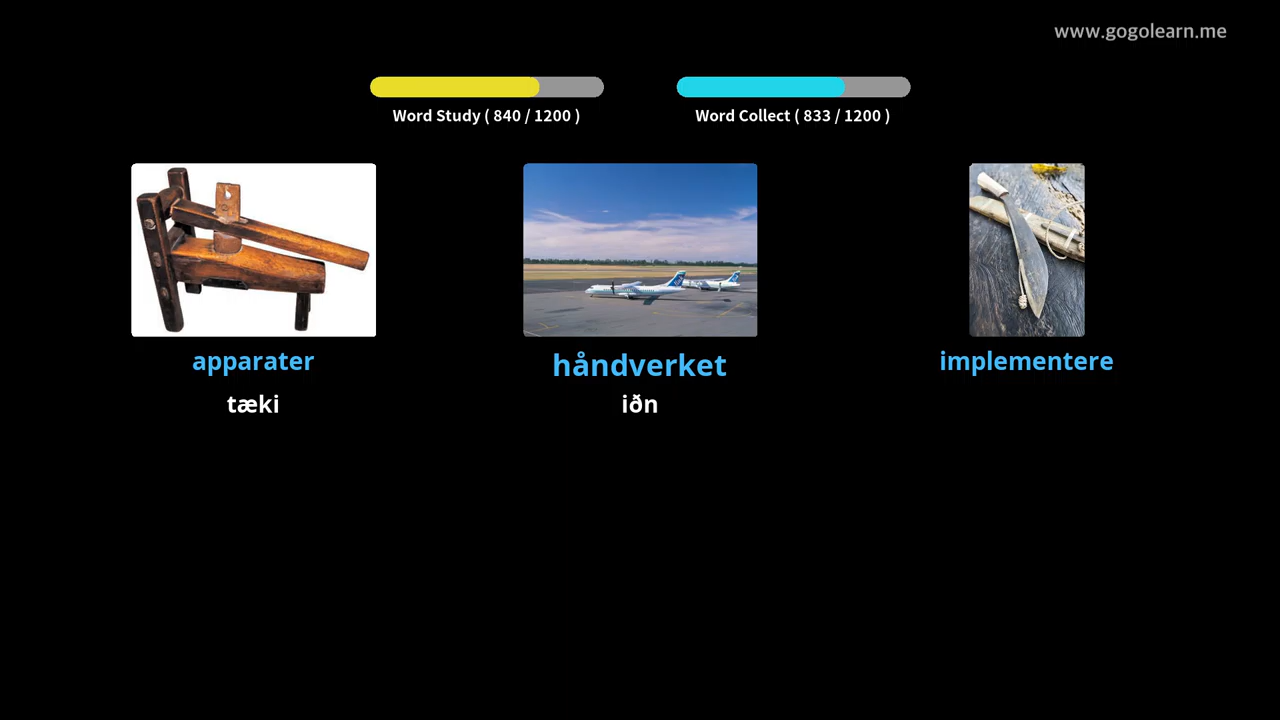 www.gogolearn.me
Word Study ( 840 / 1200 )
Word Collect ( 833 / 1200 )
apparater
håndverket
implementere
tæki
iðn